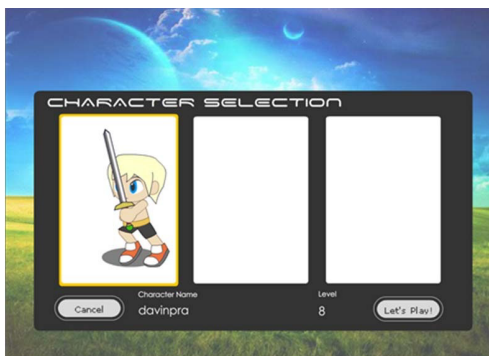 CHARACTER SELECTION
Character Name
Level
Cancel
davinpra
8
Let's Play!